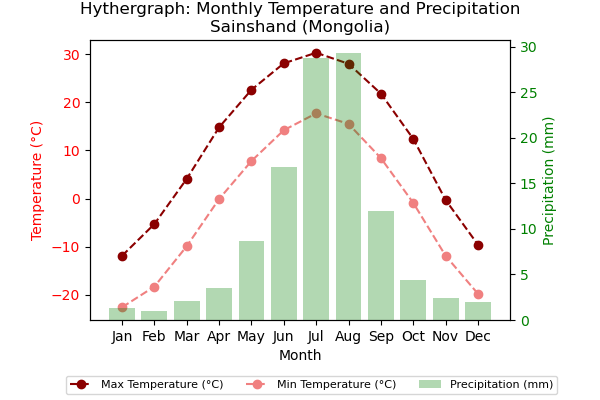 Hythergraph: Monthly Temperature and Precipitation
Sainshand (Mongolia)
Temperature (°C)
30
20
10
0
−10
−20
Precipitation (mm)
30
25
20
15
10
5
0
Jan Feb Mar Apr May Jun Jul Aug Sep Oct Nov Dec
Month
Max Temperature (°C) Min Temperature (°C) Precipitation (mm)